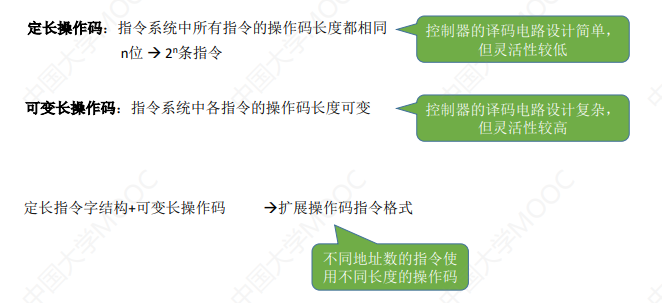 定长操作码：指令系统中所有指令的操作码长度都相同
n位 → 2ⁿ条指令
控制器的译码电路设计简单，
但灵活性较低
可变长操作码：指令系统中各指令的操作码长度可变
控制器的译码电路设计复杂，
但灵活性较高
定长指令字结构+可变长操作码 →扩展操作码指令格式
不同地址数的指令使
用不同长度的操作码
中国大学MOOC